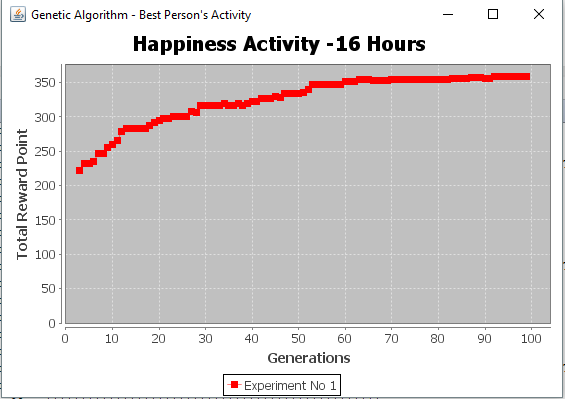 Genetic Algorithm - Best Person's Activity
Happiness Activity -16 Hours
Total Reward Point
350
300
250
200
150
100
50
0
0 10 20 30 40 50 60 70 80 90 100
Generations
Experiment No 1